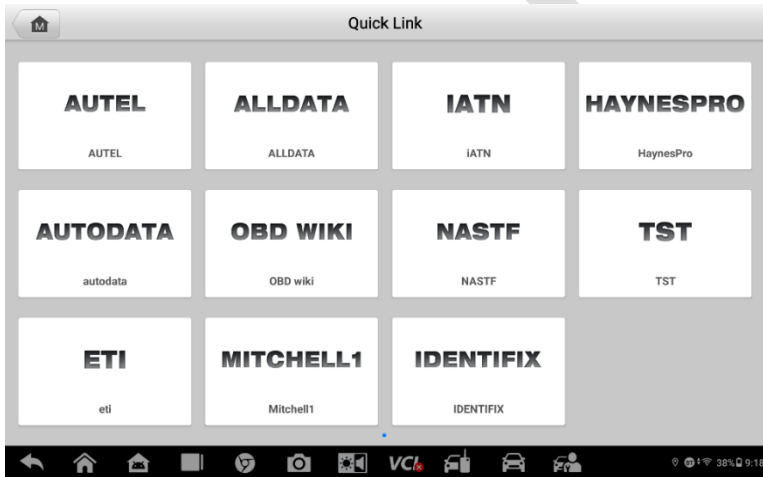 M
Quick Link
AUTEL ALLDATA IATN HAYNESPRO
AUTEL ALLDATA iATN HaynesPro
AUTODATA OBD WIKI NASTF TST
autodata OBD wiki NASTF TST
ETI MITCHELL1 IDENTIFIX
eti Mitchell1 IDENTIFIX
VCI 38% 9:18